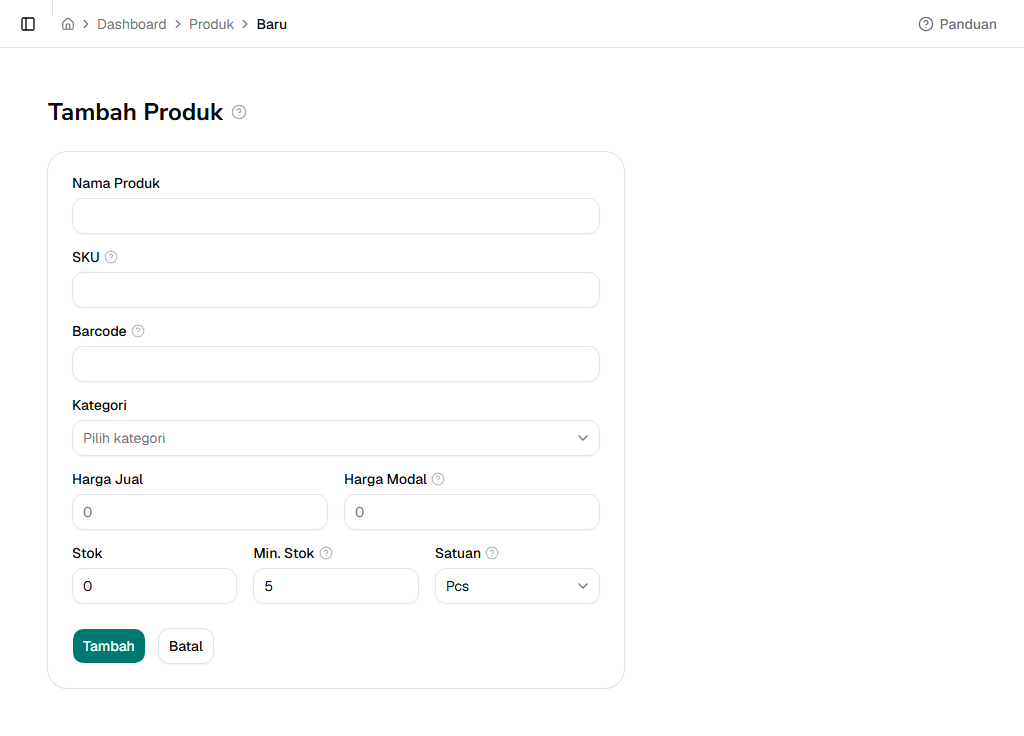 Dashboard Produk Baru Panduan
Tambah Produk
Nama Produk
SKU
Barcode
Kategori
Pilih kategori
Harga Jual Harga Modal
0 0
Stok Min. Stok Satuan
0 5 Pcs
Tambah Batal